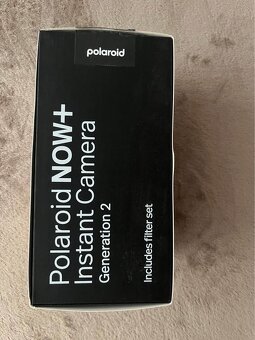 polaroid
Polaroid NOW+
Instant Camera
Generation 2
Includes filter set